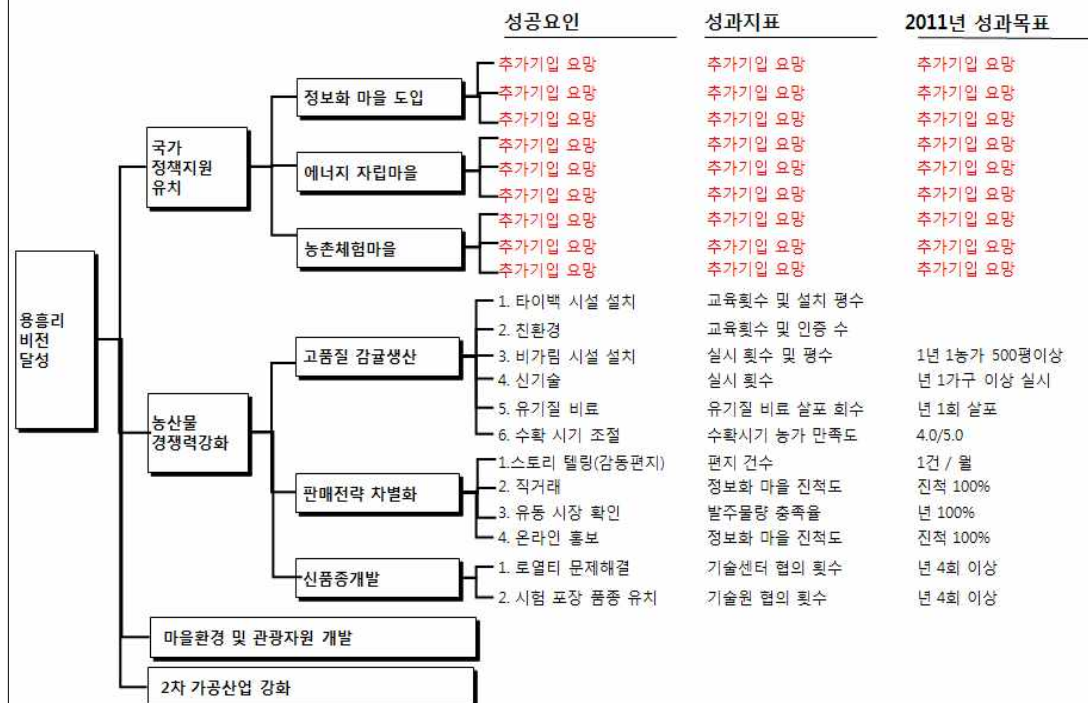 성공요인 성과지표 2011년 성과목표
추가기입 요망 추가기입 요망 추가기입 요망
정보화 마을 도입 추가기입 요망 추가기입 요망 추가기입 요망
추가기입 요망 추가기입 요망 추가기입 요망
국가
정책지원
유치
추가기입 요망 추가기입 요망 추가기입 요망
에너지 자립마을 추가기입 요망 추가기입 요망 추가기입 요망
추가기입 요망 추가기입 요망 추가기입 요망
추가기입 요망 추가기입 요망 추가기입 요망
농촌체험마을 추가기입 요망 추가기입 요망 추가기입 요망
추가기입 요망 추가기입 요망 추가기입 요망
용흥리
비전
달성
1. 타이백 시설 설치 교육횟수 및 설치 평수
2. 친환경 교육횟수 및 인증 수
고품질 감귤생산 3. 비가림 시설 설치 실시 횟수 및 평수 1년 1농가 500평이상
4. 신기술 실시 횟수 년 1가구 이상 실시
5. 유기질 비료 유기질 비료 살포 회수 년 1회 살포
6. 수확 시기 조절 수확시기 농가 만족도 4.0/5.0
농산물
경쟁력강화
1.스토리 텔링(감동편지) 편지 건수 1건 / 월
판매전략 차별화 2. 직거래 정보화 마을 진척도 진척 100%
3. 유동 시장 확인 발주물량 충족율 년 100%
4. 온라인 홍보 정보화 마을 진척도 진척 100%
신품종개발 1. 로열티 문제해결 기술센터 협의 횟수 년 4회 이상
2. 시험 포장 품종 유치 기술원 협의 횟수 년 4회 이상
마을환경 및 관광자원 개발
2차 가공산업 강화